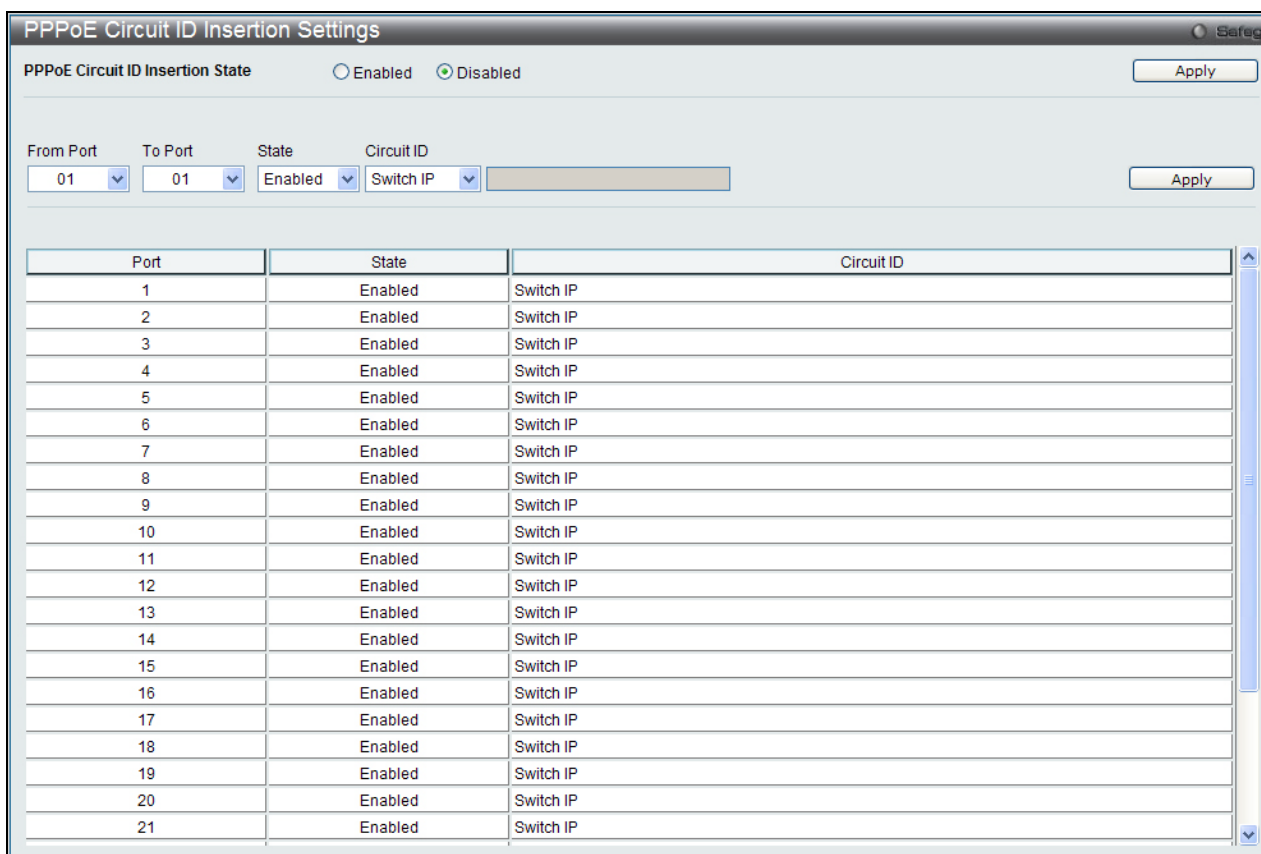 PPPoE Circuit ID Insertion Settings
PPPoE Circuit ID Insertion State Enabled Disabled Apply
From Port To Port State Circuit ID
01 01 Enabled Switch IP Apply
Port State Circuit ID
1 Enabled Switch IP
2 Enabled Switch IP
3 Enabled Switch IP
4 Enabled Switch IP
5 Enabled Switch IP
6 Enabled Switch IP
7 Enabled Switch IP
8 Enabled Switch IP
9 Enabled Switch IP
10 Enabled Switch IP
11 Enabled Switch IP
12 Enabled Switch IP
13 Enabled Switch IP
14 Enabled Switch IP
15 Enabled Switch IP
16 Enabled Switch IP
17 Enabled Switch IP
18 Enabled Switch IP
19 Enabled Switch IP
20 Enabled Switch IP
21 Enabled Switch IP